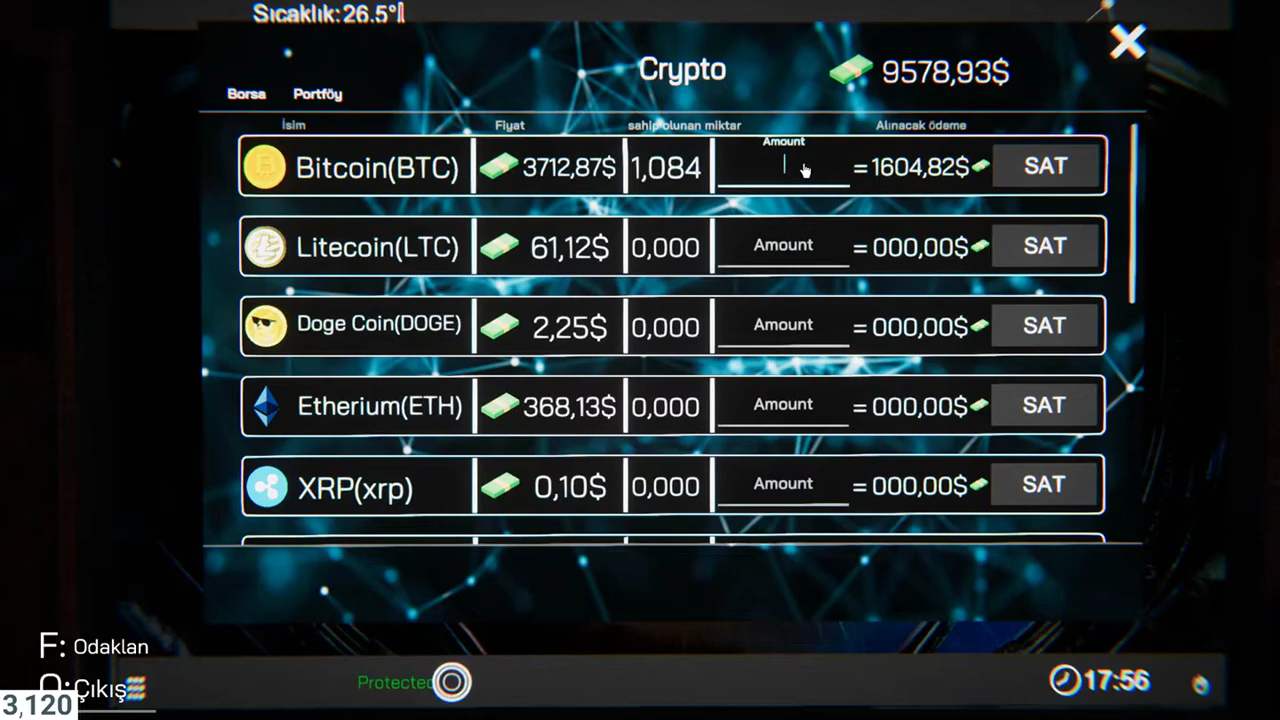 Sıcaklık: 26.5°
Crypto
9578,93$
Borsa Portföy
İsim Fiyat sahip olunan miktar Alınacak ödeme
Bitcoin(BTC) 3712,87$ 1,084 Amount = 1604,82$ SAT
Litecoin(LTC) 61,12$ 0,000 Amount = 000,00$ SAT
Doge Coin(DOGE) 2,25$ 0,000 Amount = 000,00$ SAT
Etherium(ETH) 368,13$ 0,000 Amount = 000,00$ SAT
XRP(xrp) 0,10$ 0,000 Amount = 000,00$ SAT
F: Odaklan
Q: Çıkış
Protected
17:56
3,120